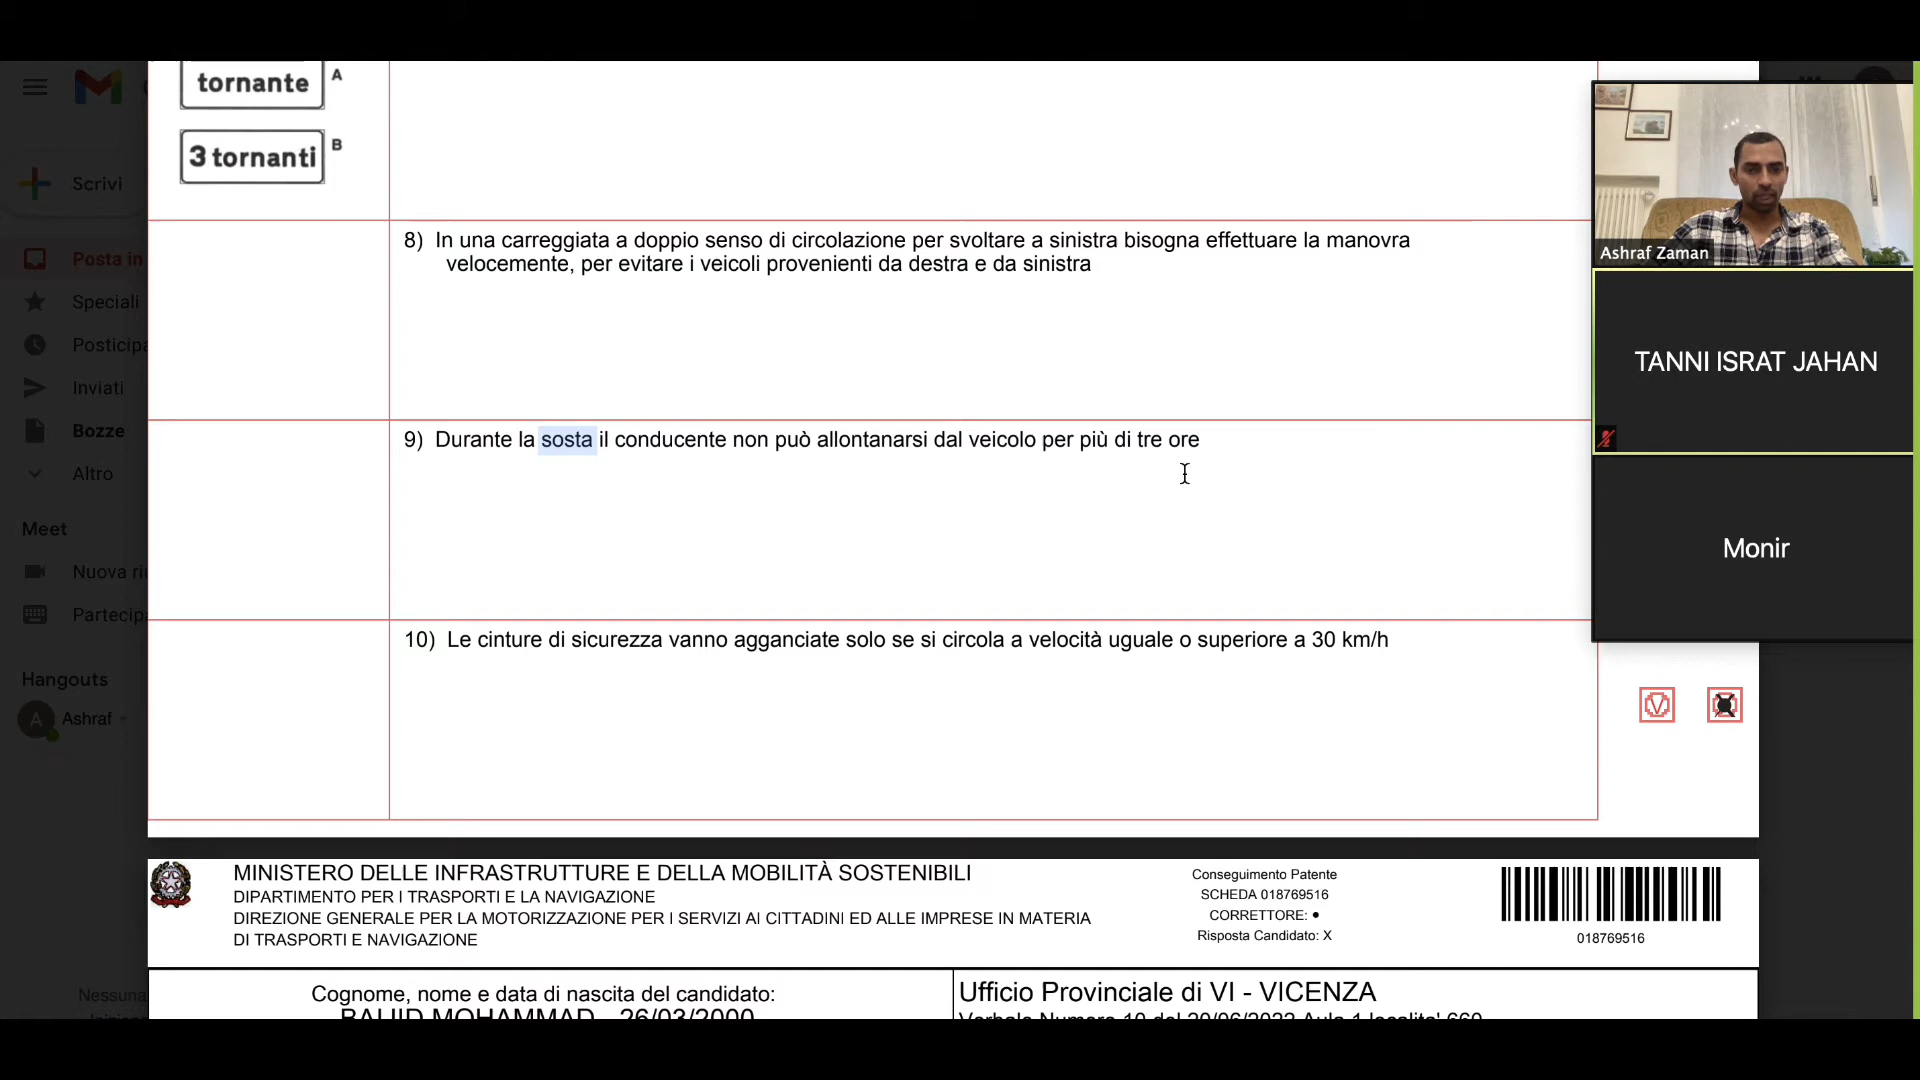 tornante A
3 tornanti B
8) In una carreggiata a doppio senso di circolazione per svoltare a sinistra bisogna effettuare la manovra
velocemente, per evitare i veicoli provenienti da destra e da sinistra
9) Durante la sosta il conducente non può allontanarsi dal veicolo per più di tre ore
10) Le cinture di sicurezza vanno agganciate solo se si circola a velocità uguale o superiore a 30 km/h
V
MINISTERO DELLE INFRASTRUTTURE E DELLA MOBILITÀ SOSTENIBILI
DIPARTIMENTO PER I TRASPORTI E LA NAVIGAZIONE
DIREZIONE GENERALE PER LA MOTORIZZAZIONE PER I SERVIZI AI CITTADINI ED ALLE IMPRESE IN MATERIA
DI TRASPORTI E NAVIGAZIONE
Conseguimento Patente
SCHEDA 018769516
CORRETTORE: •
Risposta Candidato: X
018769516
Cognome, nome e data di nascita del candidato:
Ufficio Provinciale di VI - VICENZA
Scrivi
Posta in
Speciali
Posticipa
Inviati
Bozze
Altro
Meet
Nuova riu
Partecipa
Hangouts
A Ashraf
Nessuna
Ashraf Zaman
TANNI ISRAT JAHAN
Monir